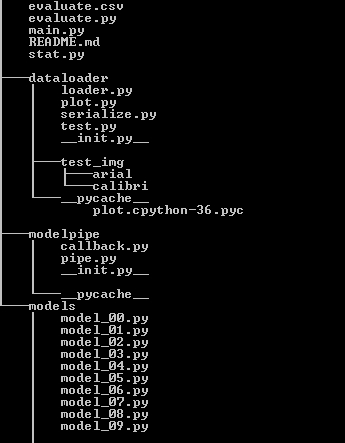 evaluate.csv
evaluate.py
main.py
README.md
stat.py
dataloader
loader.py
plot.py
serialize.py
test.py
__init.py__
test_img
arial
calibri
__pycache__
plot.cpython-36.pyc
modelpipe
callback.py
pipe.py
__init.py__
__pycache__
models
model_00.py
model_01.py
model_02.py
model_03.py
model_04.py
model_05.py
model_06.py
model_07.py
model_08.py
model_09.py